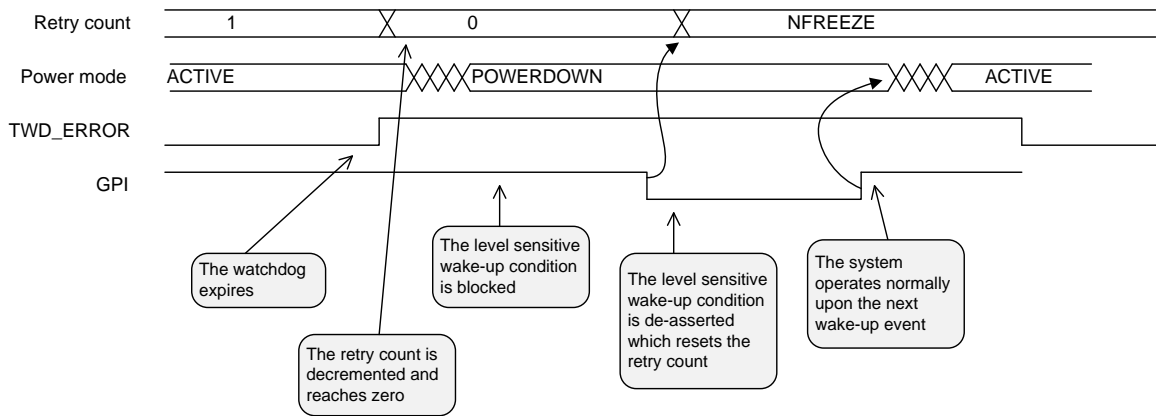 Retry count 1 0 NFREEZE
Power mode ACTIVE POWERDOWN ACTIVE
TWD_ERROR
GPI
The watchdog
expires
The retry count is
decremented and
reaches zero
The level sensitive
wake-up condition
is blocked
The level sensitive
wake-up condition
is de-asserted
which resets the
retry count
The system
operates normally
upon the next
wake-up event